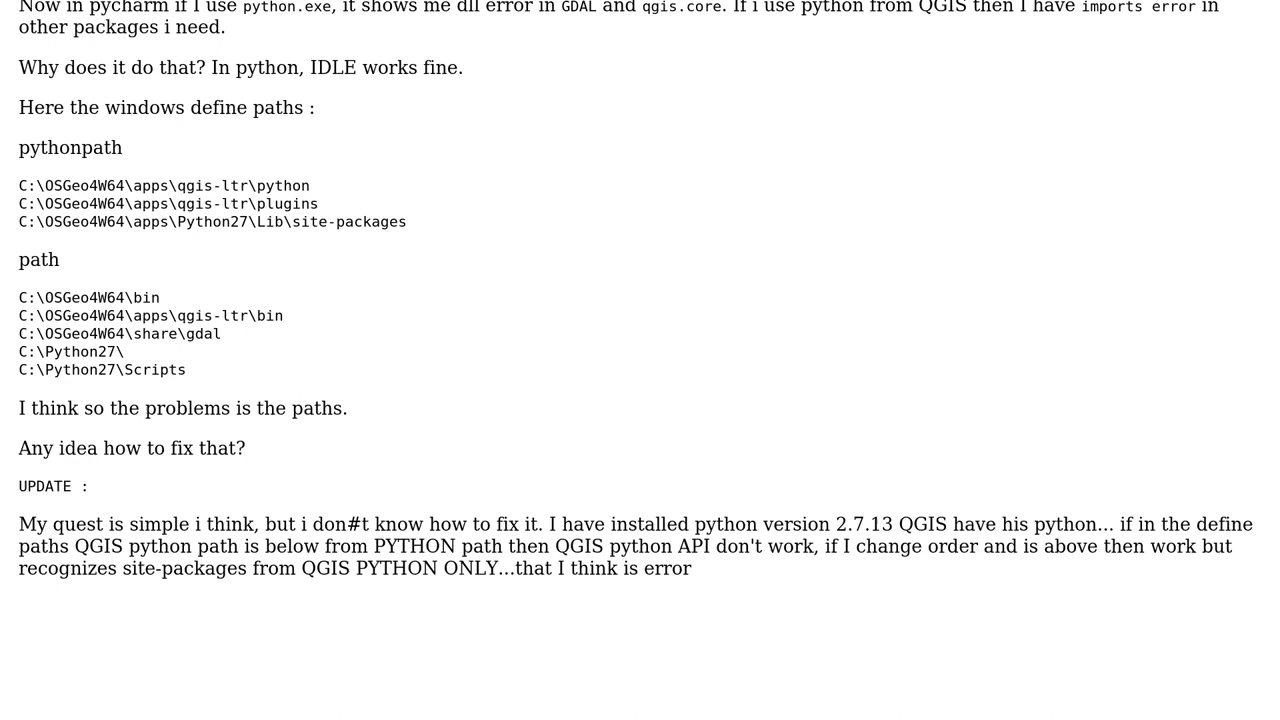 Now in pycharm if I use python.exe, it shows me dll error in GDAL and qgis.core. If i use python from QGIS then I have imports error in
other packages i need.
Why does it do that? In python, IDLE works fine.
Here the windows define paths :
pythonpath
C:\OSGeo4W64\apps\qgis-ltr\python
C:\OSGeo4W64\apps\qgis-ltr\plugins
C:\OSGeo4W64\apps\Python27\Lib\site-packages
path
C:\OSGeo4W64\bin
C:\OSGeo4W64\apps\qgis-ltr\bin
C:\OSGeo4W64\share\gdal
C:\Python27\
C:\Python27\Scripts
I think so the problems is the paths.
Any idea how to fix that?
UPDATE :
My quest is simple i think, but i don#t know how to fix it. I have installed python version 2.7.13 QGIS have his python... if in the define
paths QGIS python path is below from PYTHON path then QGIS python API don't work, if I change order and is above then work but
recognizes site-packages from QGIS PYTHON ONLY...that I think is error